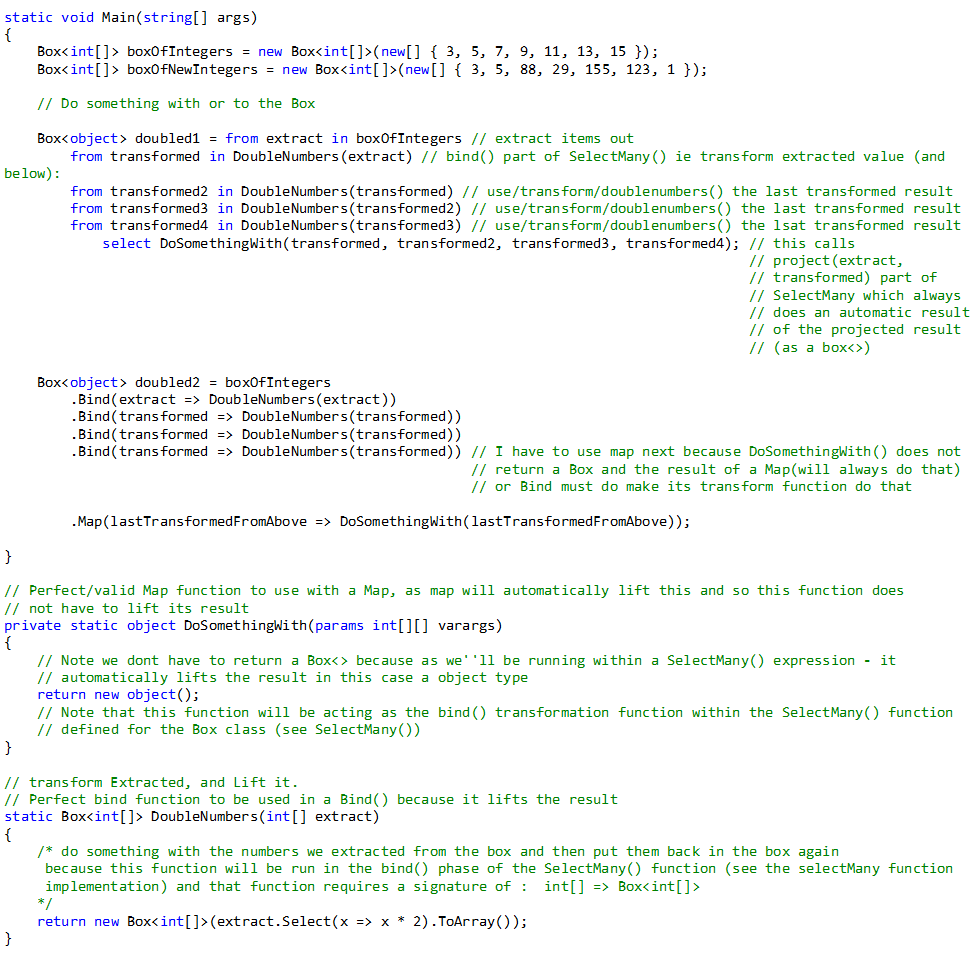 static void Main(string[] args)
{
    Box<int[]> boxOfIntegers = new Box<int[]>(new[] { 3, 5, 7, 9, 11, 13, 15 });
    Box<int[]> boxOfNewIntegers = new Box<int[]>(new[] { 3, 5, 88, 29, 155, 123, 1 });

    // Do something with or to the Box

    Box<object> doubled1 = from extract in boxOfIntegers // extract items out
        from transformed in DoubleNumbers(extract) // bind() part of SelectMany() ie transform extracted value (and
below):
        from transformed2 in DoubleNumbers(transformed) // use/transform/doublenumbers() the last transformed result
        from transformed3 in DoubleNumbers(transformed2) // use/transform/doublenumbers() the last transformed result
        from transformed4 in DoubleNumbers(transformed3) // use/transform/doublenumbers() the lsat transformed result
            select DoSomethingWith(transformed, transformed2, transformed3, transformed4); // this calls
                                                                                           // project(extract,
                                                                                           // transformed) part of
                                                                                           // SelectMany which always
                                                                                           // does an automatic result
                                                                                           // of the projected result
                                                                                           // (as a box<>)

    Box<object> doubled2 = boxOfIntegers
        .Bind(extract => DoubleNumbers(extract))
        .Bind(transformed => DoubleNumbers(transformed))
        .Bind(transformed => DoubleNumbers(transformed))
        .Bind(transformed => DoubleNumbers(transformed)) // I have to use map next because DoSomethingWith() does not
                                                         // return a Box and the result of a Map(will always do that)
                                                         // or Bind must do make its transform function do that

        .Map(lastTransformedFromAbove => DoSomethingWith(lastTransformedFromAbove));

}

// Perfect/valid Map function to use with a Map, as map will automatically lift this and so this function does
// not have to lift its result
private static object DoSomethingWith(params int[][] varargs)
{
    // Note we dont have to return a Box<> because as we''ll be running within a SelectMany() expression - it
    // automatically lifts the result in this case a object type
    return new object();
    // Note that this function will be acting as the bind() transformation function within the SelectMany() function
    // defined for the Box class (see SelectMany())
}

// transform Extracted, and Lift it.
// Perfect bind function to be used in a Bind() because it lifts the result
static Box<int[]> DoubleNumbers(int[] extract)
{
    /* do something with the numbers we extracted from the box and then put them back in the box again
     because this function will be run in the bind() phase of the SelectMany() function (see the selectMany function
     implementation) and that function requires a signature of :  int[] => Box<int[]>
    */
    return new Box<int[]>(extract.Select(x => x * 2).ToArray());
}